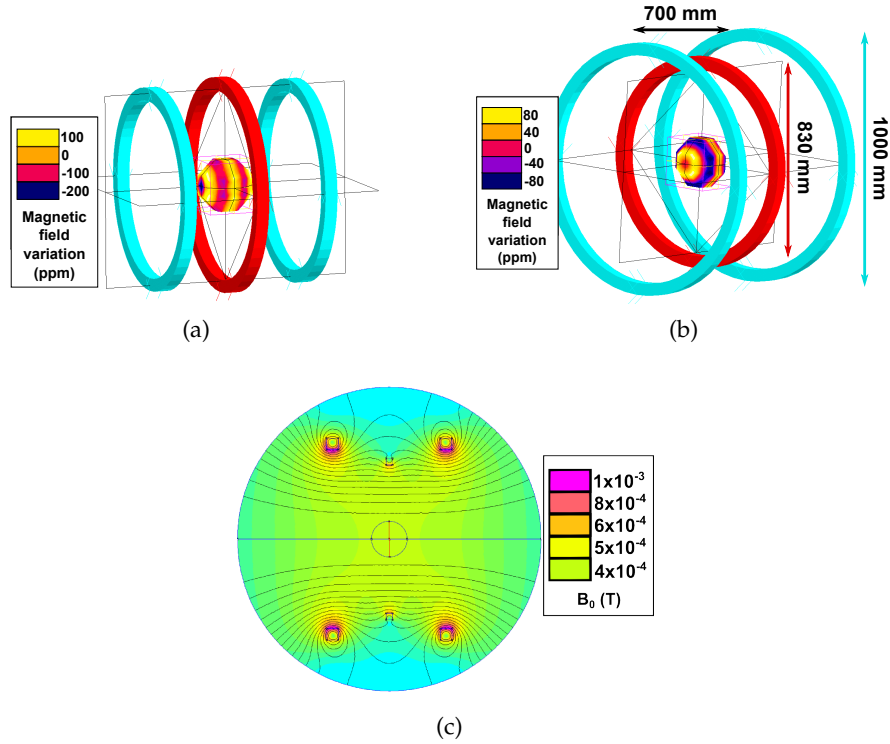 100
0
-100
-200
Magnetic
field
variation
(ppm)
(a)
700 mm
80
40
0
-40
-80
Magnetic
field
variation
(ppm)
830 mm
1000 mm
(b)
1x10⁻³
8x10⁻⁴
6x10⁻⁴
5x10⁻⁴
4x10⁻⁴
B₀ (T)
(c)